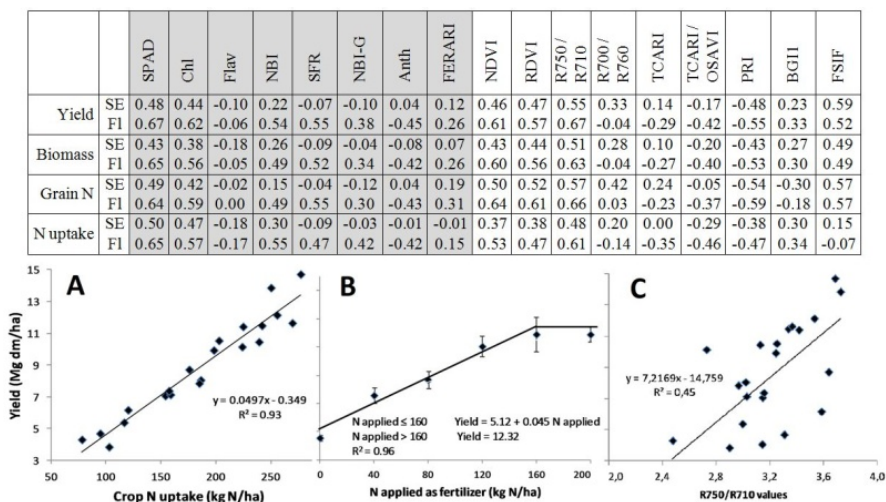 SPAD Chl Flav NBI SFR NBI-G Anth FERARI NDVI RDVI R750/R710 R700/R760 TCARI TCARI/OSAVI PRI BGI1 FSIF
Yield SE 0.48 0.44 -0.10 0.22 -0.07 -0.10 0.04 0.12 0.46 0.47 0.55 0.33 0.14 -0.17 -0.48 0.23 0.59
Fl 0.67 0.62 -0.06 0.54 0.55 0.38 -0.45 0.26 0.61 0.57 0.67 -0.04 -0.29 -0.42 -0.55 0.33 0.52
Biomass SE 0.43 0.38 -0.18 0.26 -0.09 -0.04 -0.08 0.07 0.43 0.44 0.51 0.28 0.10 -0.20 -0.43 0.27 0.49
Fl 0.65 0.56 -0.05 0.49 0.52 0.34 -0.42 0.26 0.60 0.56 0.63 -0.04 -0.27 -0.40 -0.53 0.30 0.49
Grain N SE 0.49 0.42 -0.02 0.15 -0.04 -0.12 0.04 0.19 0.50 0.52 0.57 0.42 0.24 -0.05 -0.54 -0.30 0.57
Fl 0.64 0.59 0.00 0.49 0.55 0.30 -0.43 0.31 0.64 0.61 0.66 0.03 -0.23 -0.37 -0.59 -0.18 0.57
N uptake SE 0.50 0.47 -0.18 0.30 -0.09 -0.03 -0.01 -0.01 0.37 0.38 0.48 0.20 0.00 -0.29 -0.38 0.30 0.15
Fl 0.65 0.57 -0.17 0.55 0.47 0.42 -0.42 0.15 0.53 0.47 0.61 -0.14 -0.35 -0.46 -0.47 0.34 -0.07
Yield (Mg dm/ha)
15
13
11
9
7
5
3
A
y = 0.0497x - 0.349
R² = 0.93
50 100 150 200 250
Crop N uptake (kg N/ha)
B
N applied ≤ 160 Yield = 5.12 + 0.045 N applied
N applied > 160 Yield = 12.32
R² = 0.96
0 40 80 120 160 200
N applied as fertilizer (kg N/ha)
C
y = 7,2169x - 14,759
R² = 0,45
2,0 2,5 3,0 3,5 4,0
R750/R710 values